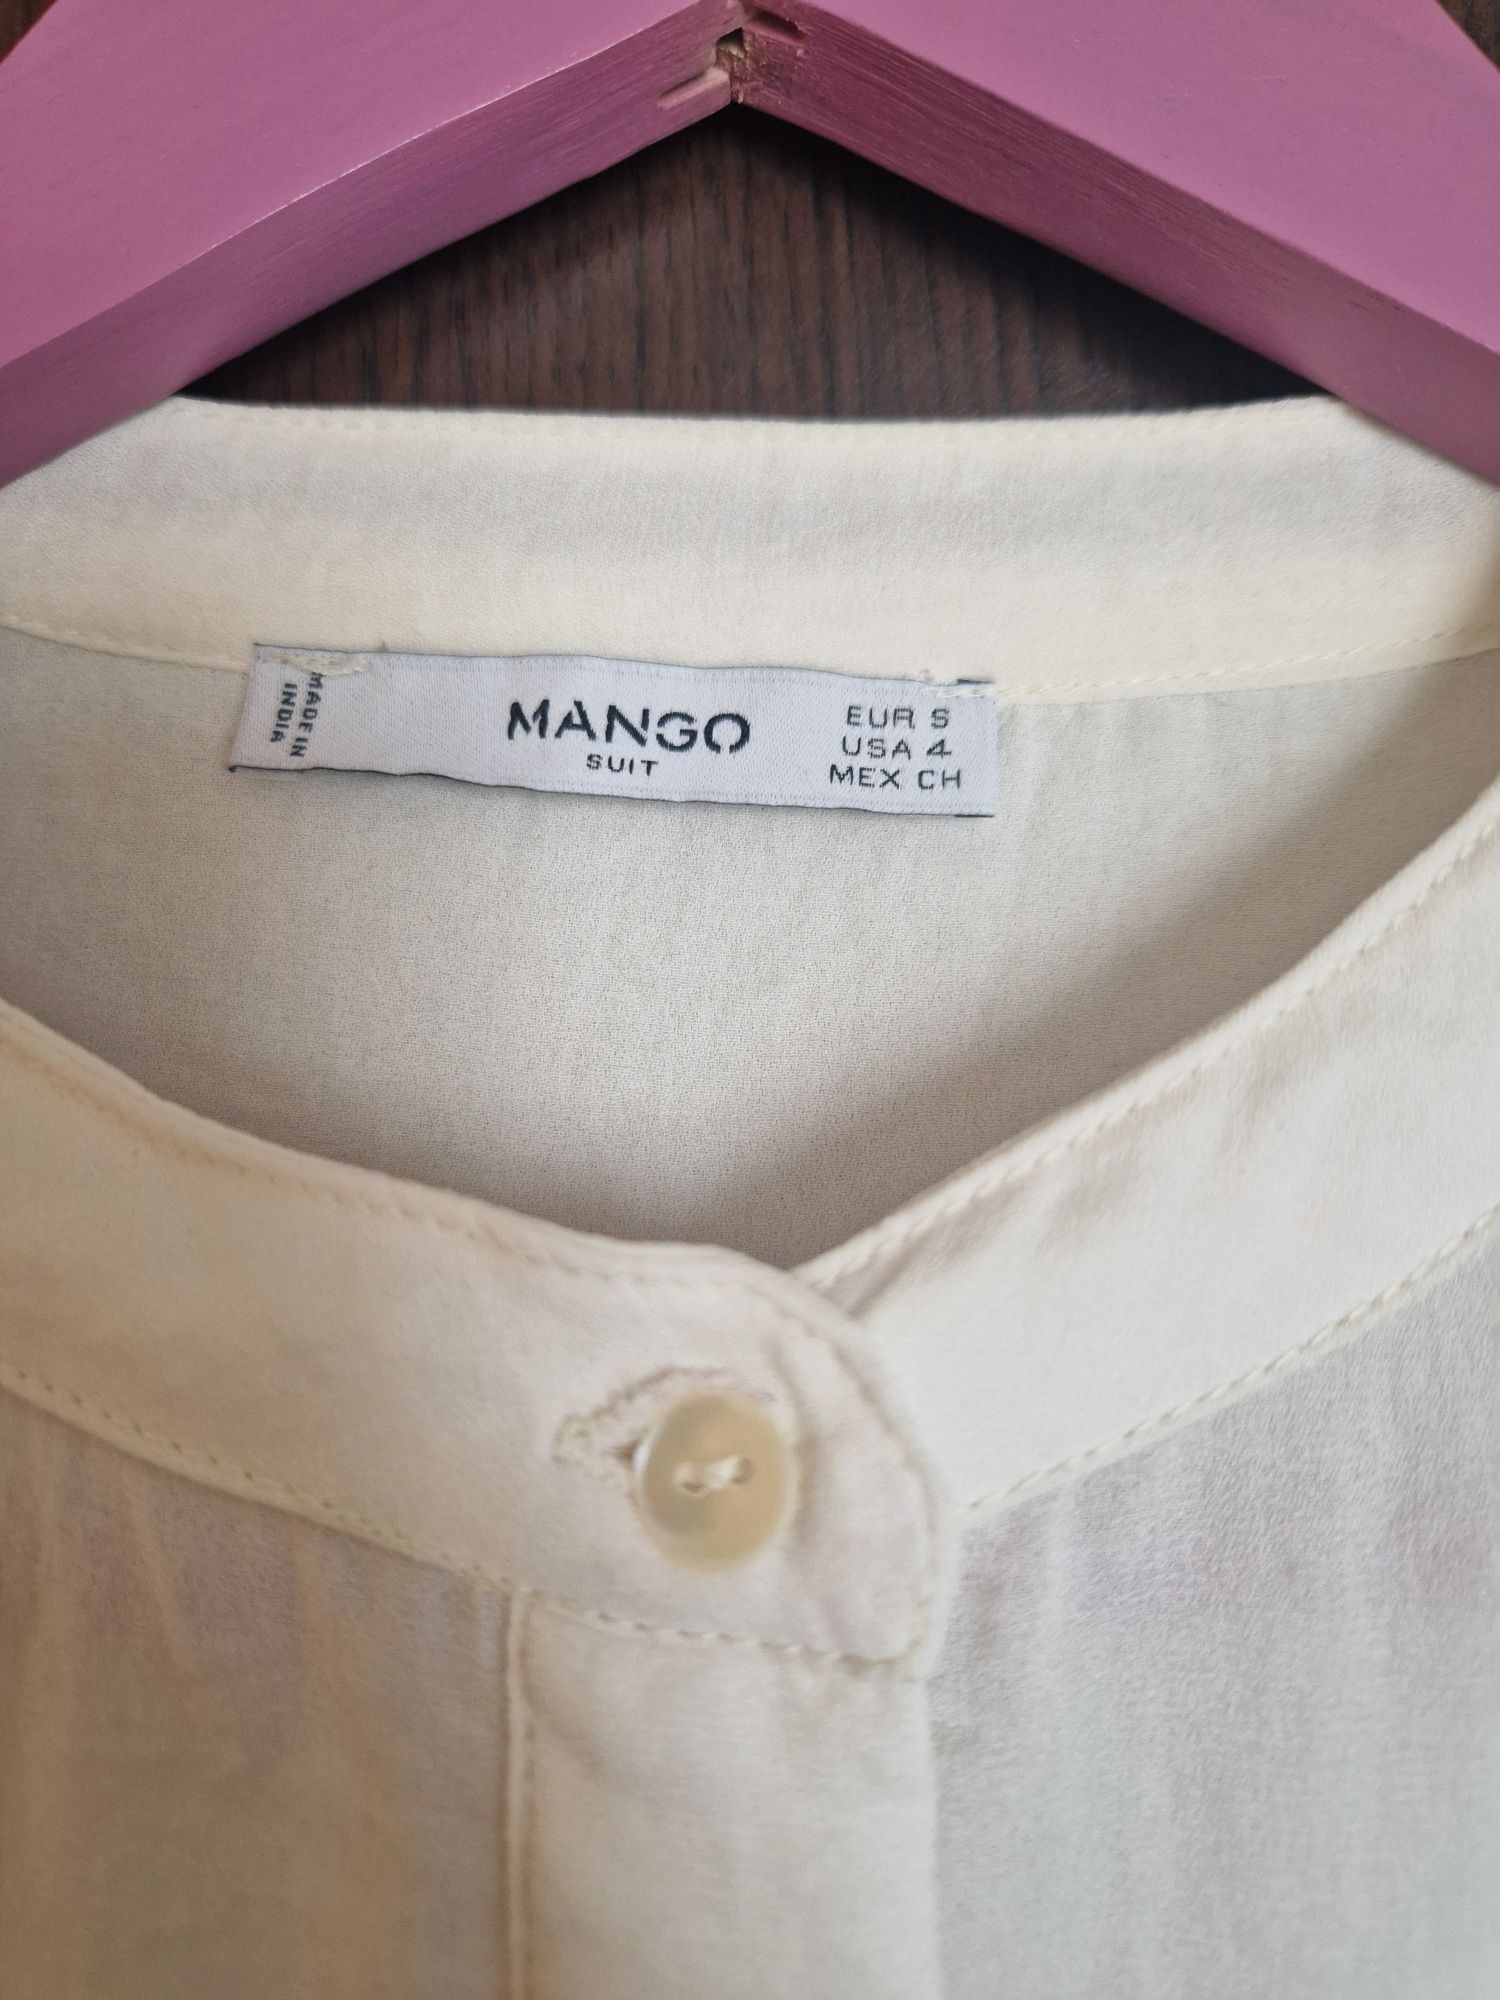 MADE IN
INDIA
MANGO
SUIT
EUR S
USA 4
MEX CH